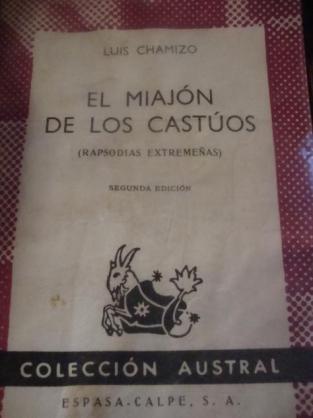 LUIS CHAMIZO
EL MIAJÓN
DE LOS CASTÚOS
(RAPSODIAS EXTREMEÑAS)
SEGUNDA EDICIÓN
COLECCIÓN AUSTRAL
ESPASA-CALPE, S. A.